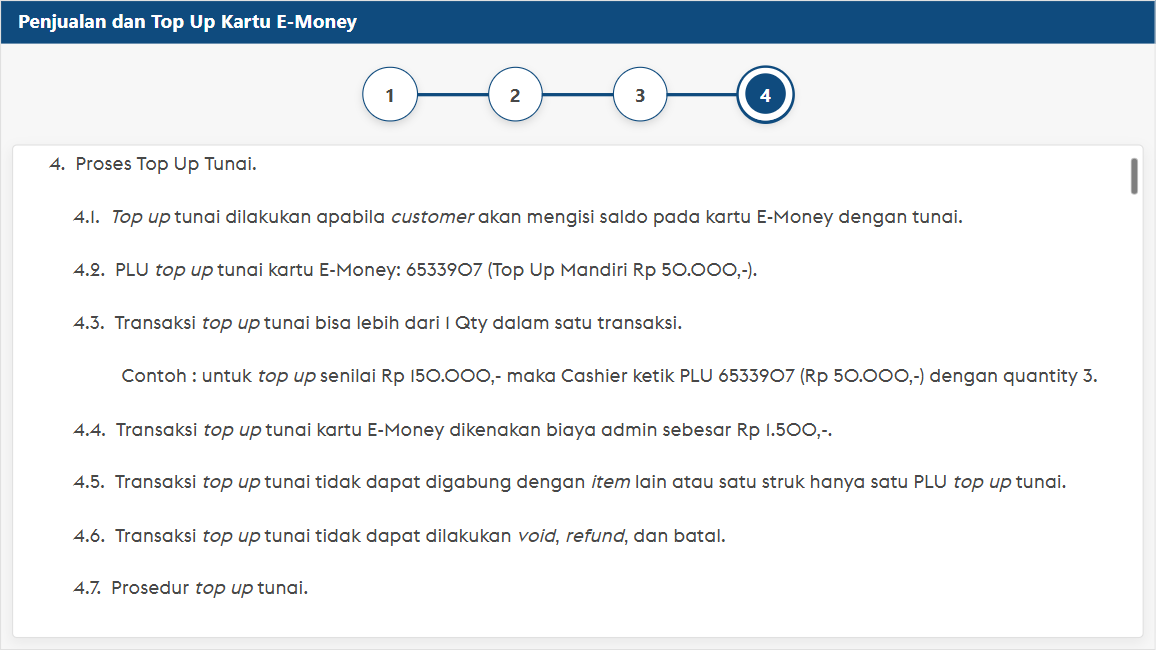 Penjualan dan Top Up Kartu E-Money
1 2 3 4
4. Proses Top Up Tunai.
4.1. Top up tunai dilakukan apabila customer akan mengisi saldo pada kartu E-Money dengan tunai.
4.2. PLU top up tunai kartu E-Money: 6533907 (Top Up Mandiri Rp 50.000,-).
4.3. Transaksi top up tunai bisa lebih dari 1 Qty dalam satu transaksi.
Contoh : untuk top up senilai Rp 150.000,- maka Cashier ketik PLU 6533907 (Rp 50.000,-) dengan quantity 3.
4.4. Transaksi top up tunai kartu E-Money dikenakan biaya admin sebesar Rp 1.500,-.
4.5. Transaksi top up tunai tidak dapat digabung dengan item lain atau satu struk hanya satu PLU top up tunai.
4.6. Transaksi top up tunai tidak dapat dilakukan void, refund, dan batal.
4.7. Prosedur top up tunai.